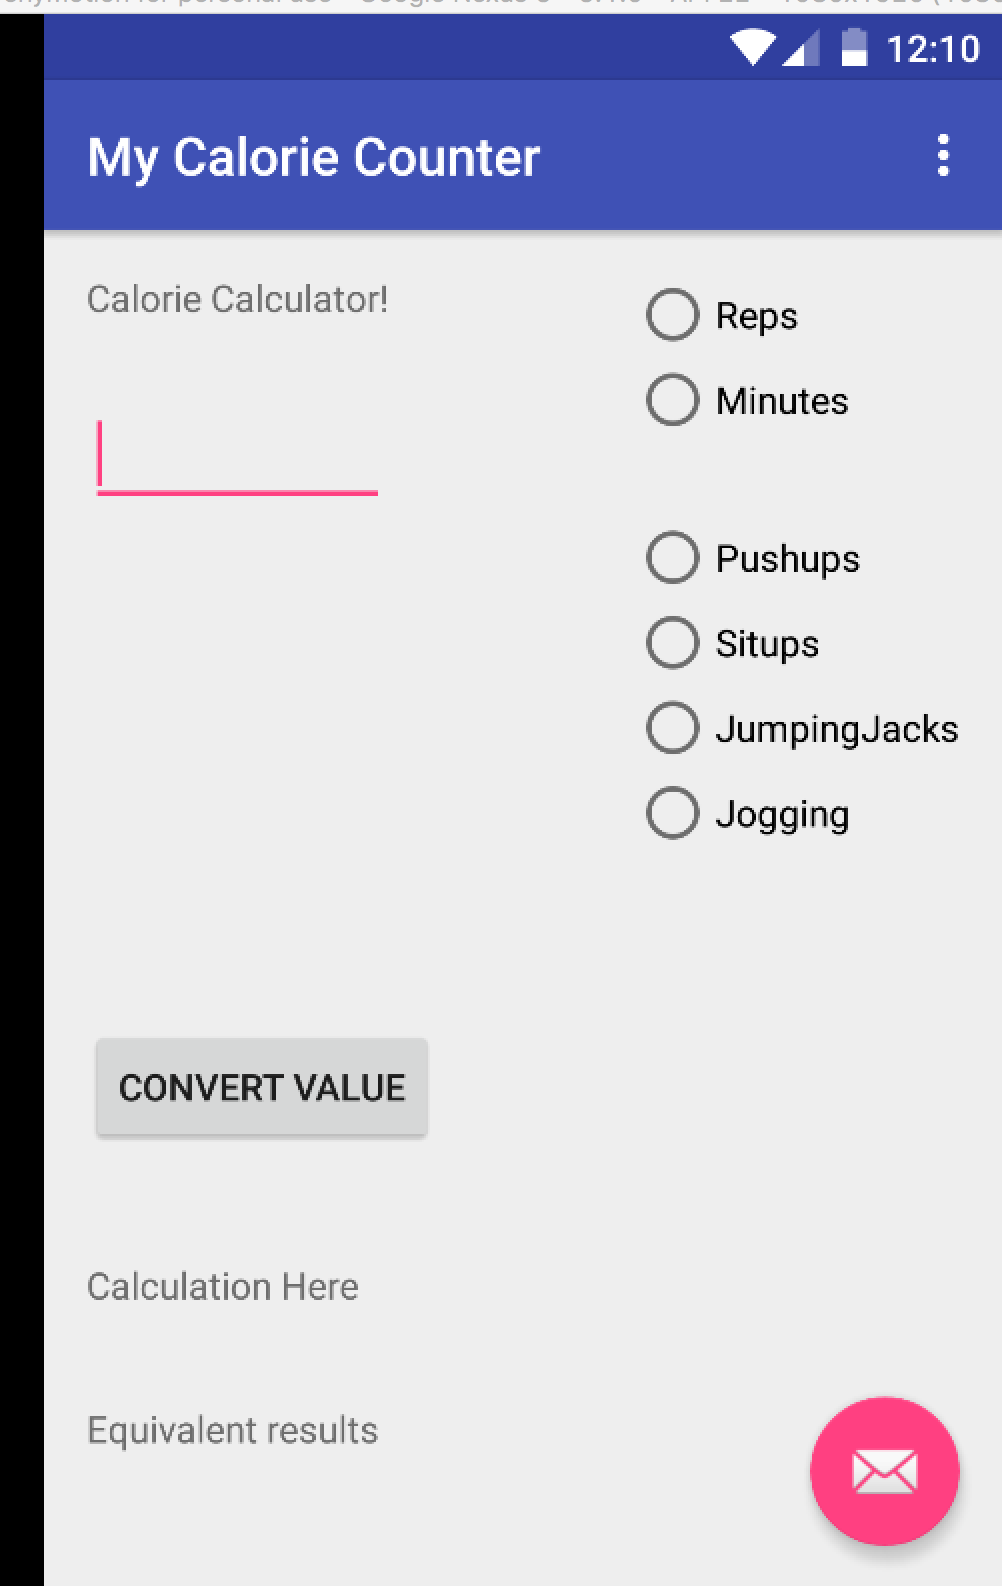 12:10
My Calorie Counter
Calorie Calculator!
Reps
Minutes
Pushups
Situps
JumpingJacks
Jogging
CONVERT VALUE
Calculation Here
Equivalent results